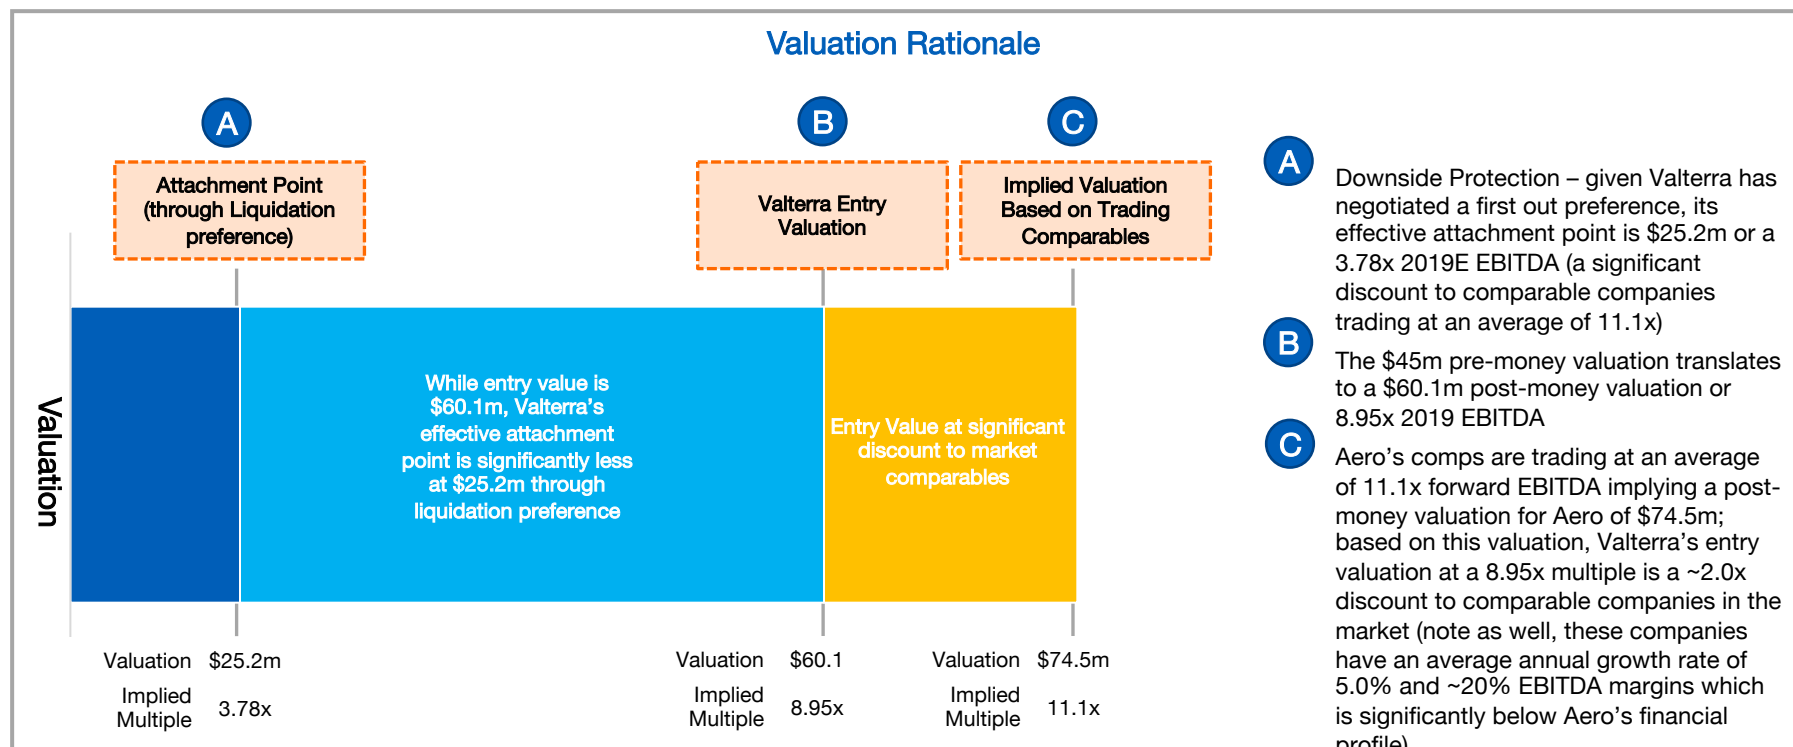 Valuation Rationale
A
B
C
Attachment Point
(through Liquidation
preference)
Valterra Entry
Valuation
Implied Valuation
Based on Trading
Comparables
Valuation
While entry value is
$60.1m, Valterra’s
effective attachment
point is significantly less
at $25.2m through
liquidation preference
Entry Value at significant
discount to market
comparables
Valuation $25.2m
Implied
Multiple 3.78x
Valuation $60.1
Implied
Multiple 8.95x
Valuation $74.5m
Implied
Multiple 11.1x
A
Downside Protection – given Valterra has
negotiated a first out preference, its
effective attachment point is $25.2m or a
3.78x 2019E EBITDA (a significant
discount to comparable companies
trading at an average of 11.1x)
B
The $45m pre-money valuation translates
to a $60.1m post-money valuation or
8.95x 2019 EBITDA
C
Aero’s comps are trading at an average
of 11.1x forward EBITDA implying a post-
money valuation for Aero of $74.5m;
based on this valuation, Valterra’s entry
valuation at a 8.95x multiple is a ~2.0x
discount to comparable companies in the
market (note as well, these companies
have an average annual growth rate of
5.0% and ~20% EBITDA margins which
is significantly below Aero’s financial
profile)